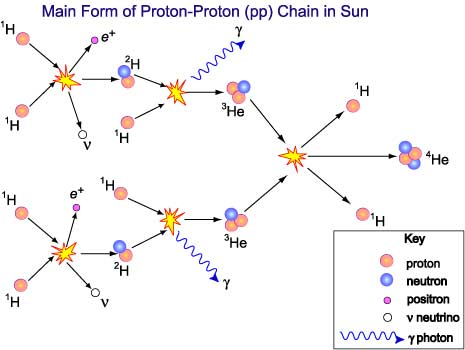 Main Form of Proton-Proton (pp) Chain in Sun
¹H
e⁺
²H
γ
¹H
ν
¹H
³He
¹H
⁴He
¹H
e⁺
¹H
¹H
²H
ν
³He
γ
¹H
Key
proton
neutron
positron
ν neutrino
γ photon